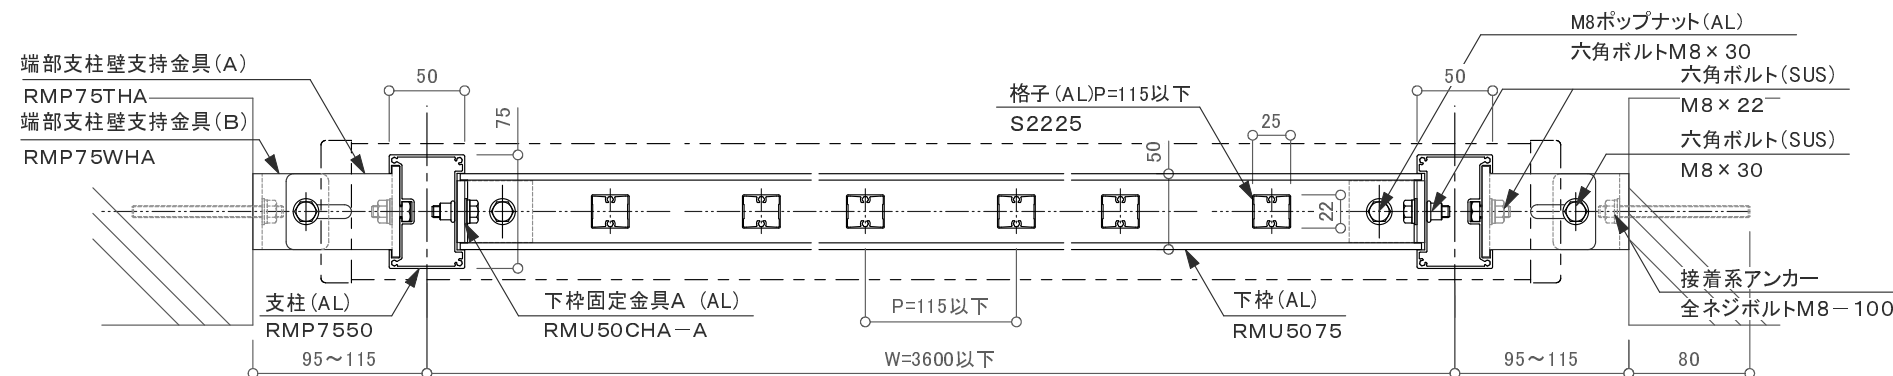 M8ポップナット(AL)
六角ボルトM8×30
端部支柱壁支持金具(A)
RMP75THA
端部支柱壁支持金具(B)
RMP75WHA
50
75
格子(AL)P=115以下
S2225
25
50
22
50
六角ボルト(SUS)
M8×22
六角ボルト(SUS)
M8×30
支柱(AL)
RMP7550
下枠固定金具A (AL)
RMU50CHA-A
P=115以下
下枠(AL)
RMU5075
接着系アンカー
全ネジボルトM8-100
95～115
W=3600以下
95～115
80